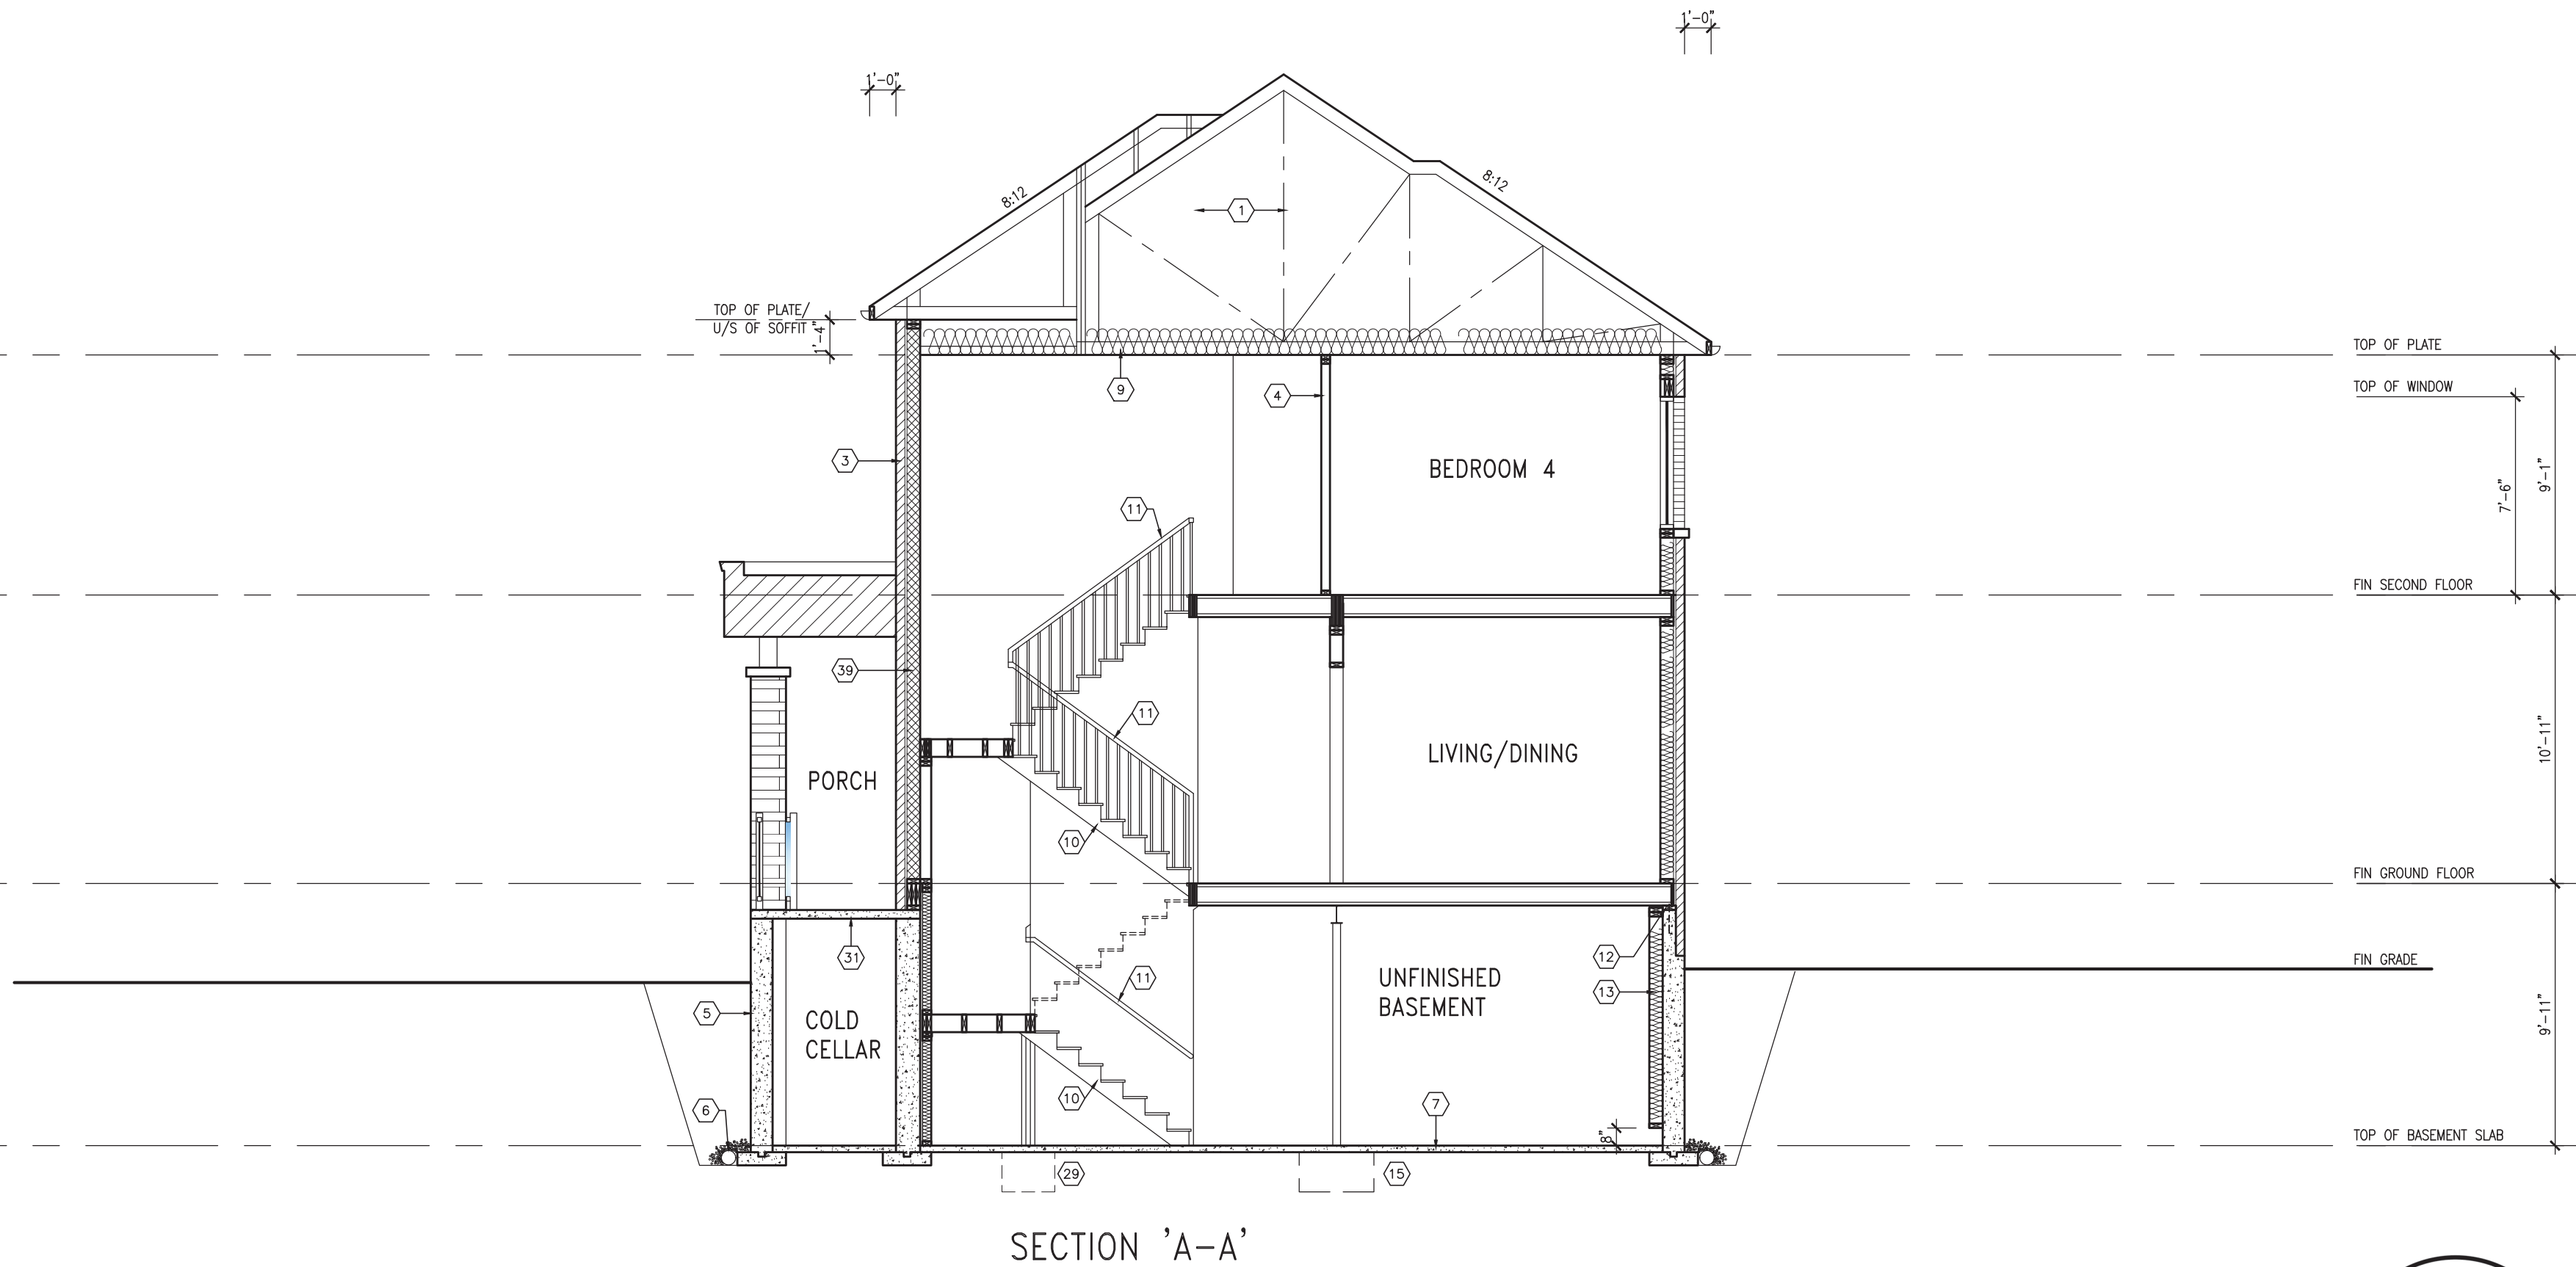 1'-0"
1'-0"
8:12
8:12
1
TOP OF PLATE/
U/S OF SOFFIT
1'-4"
TOP OF PLATE
TOP OF WINDOW
9
4
3
BEDROOM 4
7'-6"
9'-1"
11
FIN SECOND FLOOR
39
11
10'-11"
LIVING/DINING
PORCH
10
FIN GROUND FLOOR
31
12
FIN GRADE
11
UNFINISHED
BASEMENT
13
5
COLD
CELLAR
9'-11"
10
6
7
8"
TOP OF BASEMENT SLAB
29
15
SECTION 'A-A'